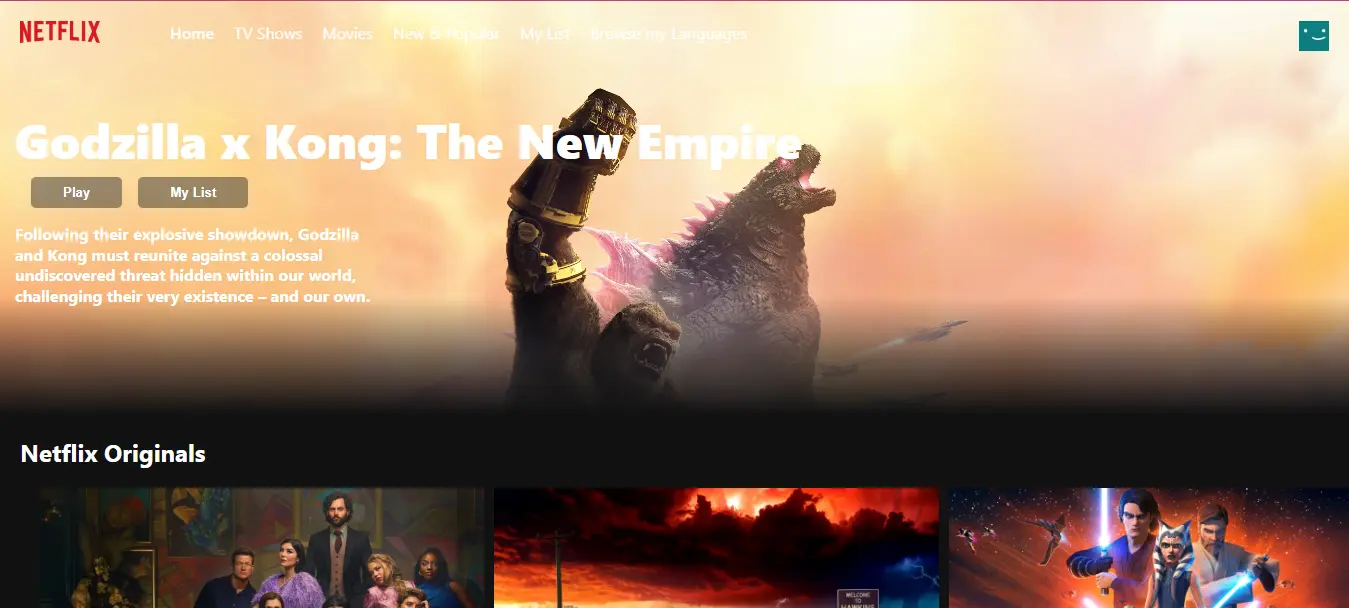 NETFLIX
Home TV Shows Movies New & Popular My List Browse my Languages
Godzilla x Kong: The New Empire
Play My List
Following their explosive showdown, Godzilla
and Kong must reunite against a colossal
undiscovered threat hidden within our world,
challenging their very existence – and our own.
Netflix Originals
WELCOME
TO
HAWKINS